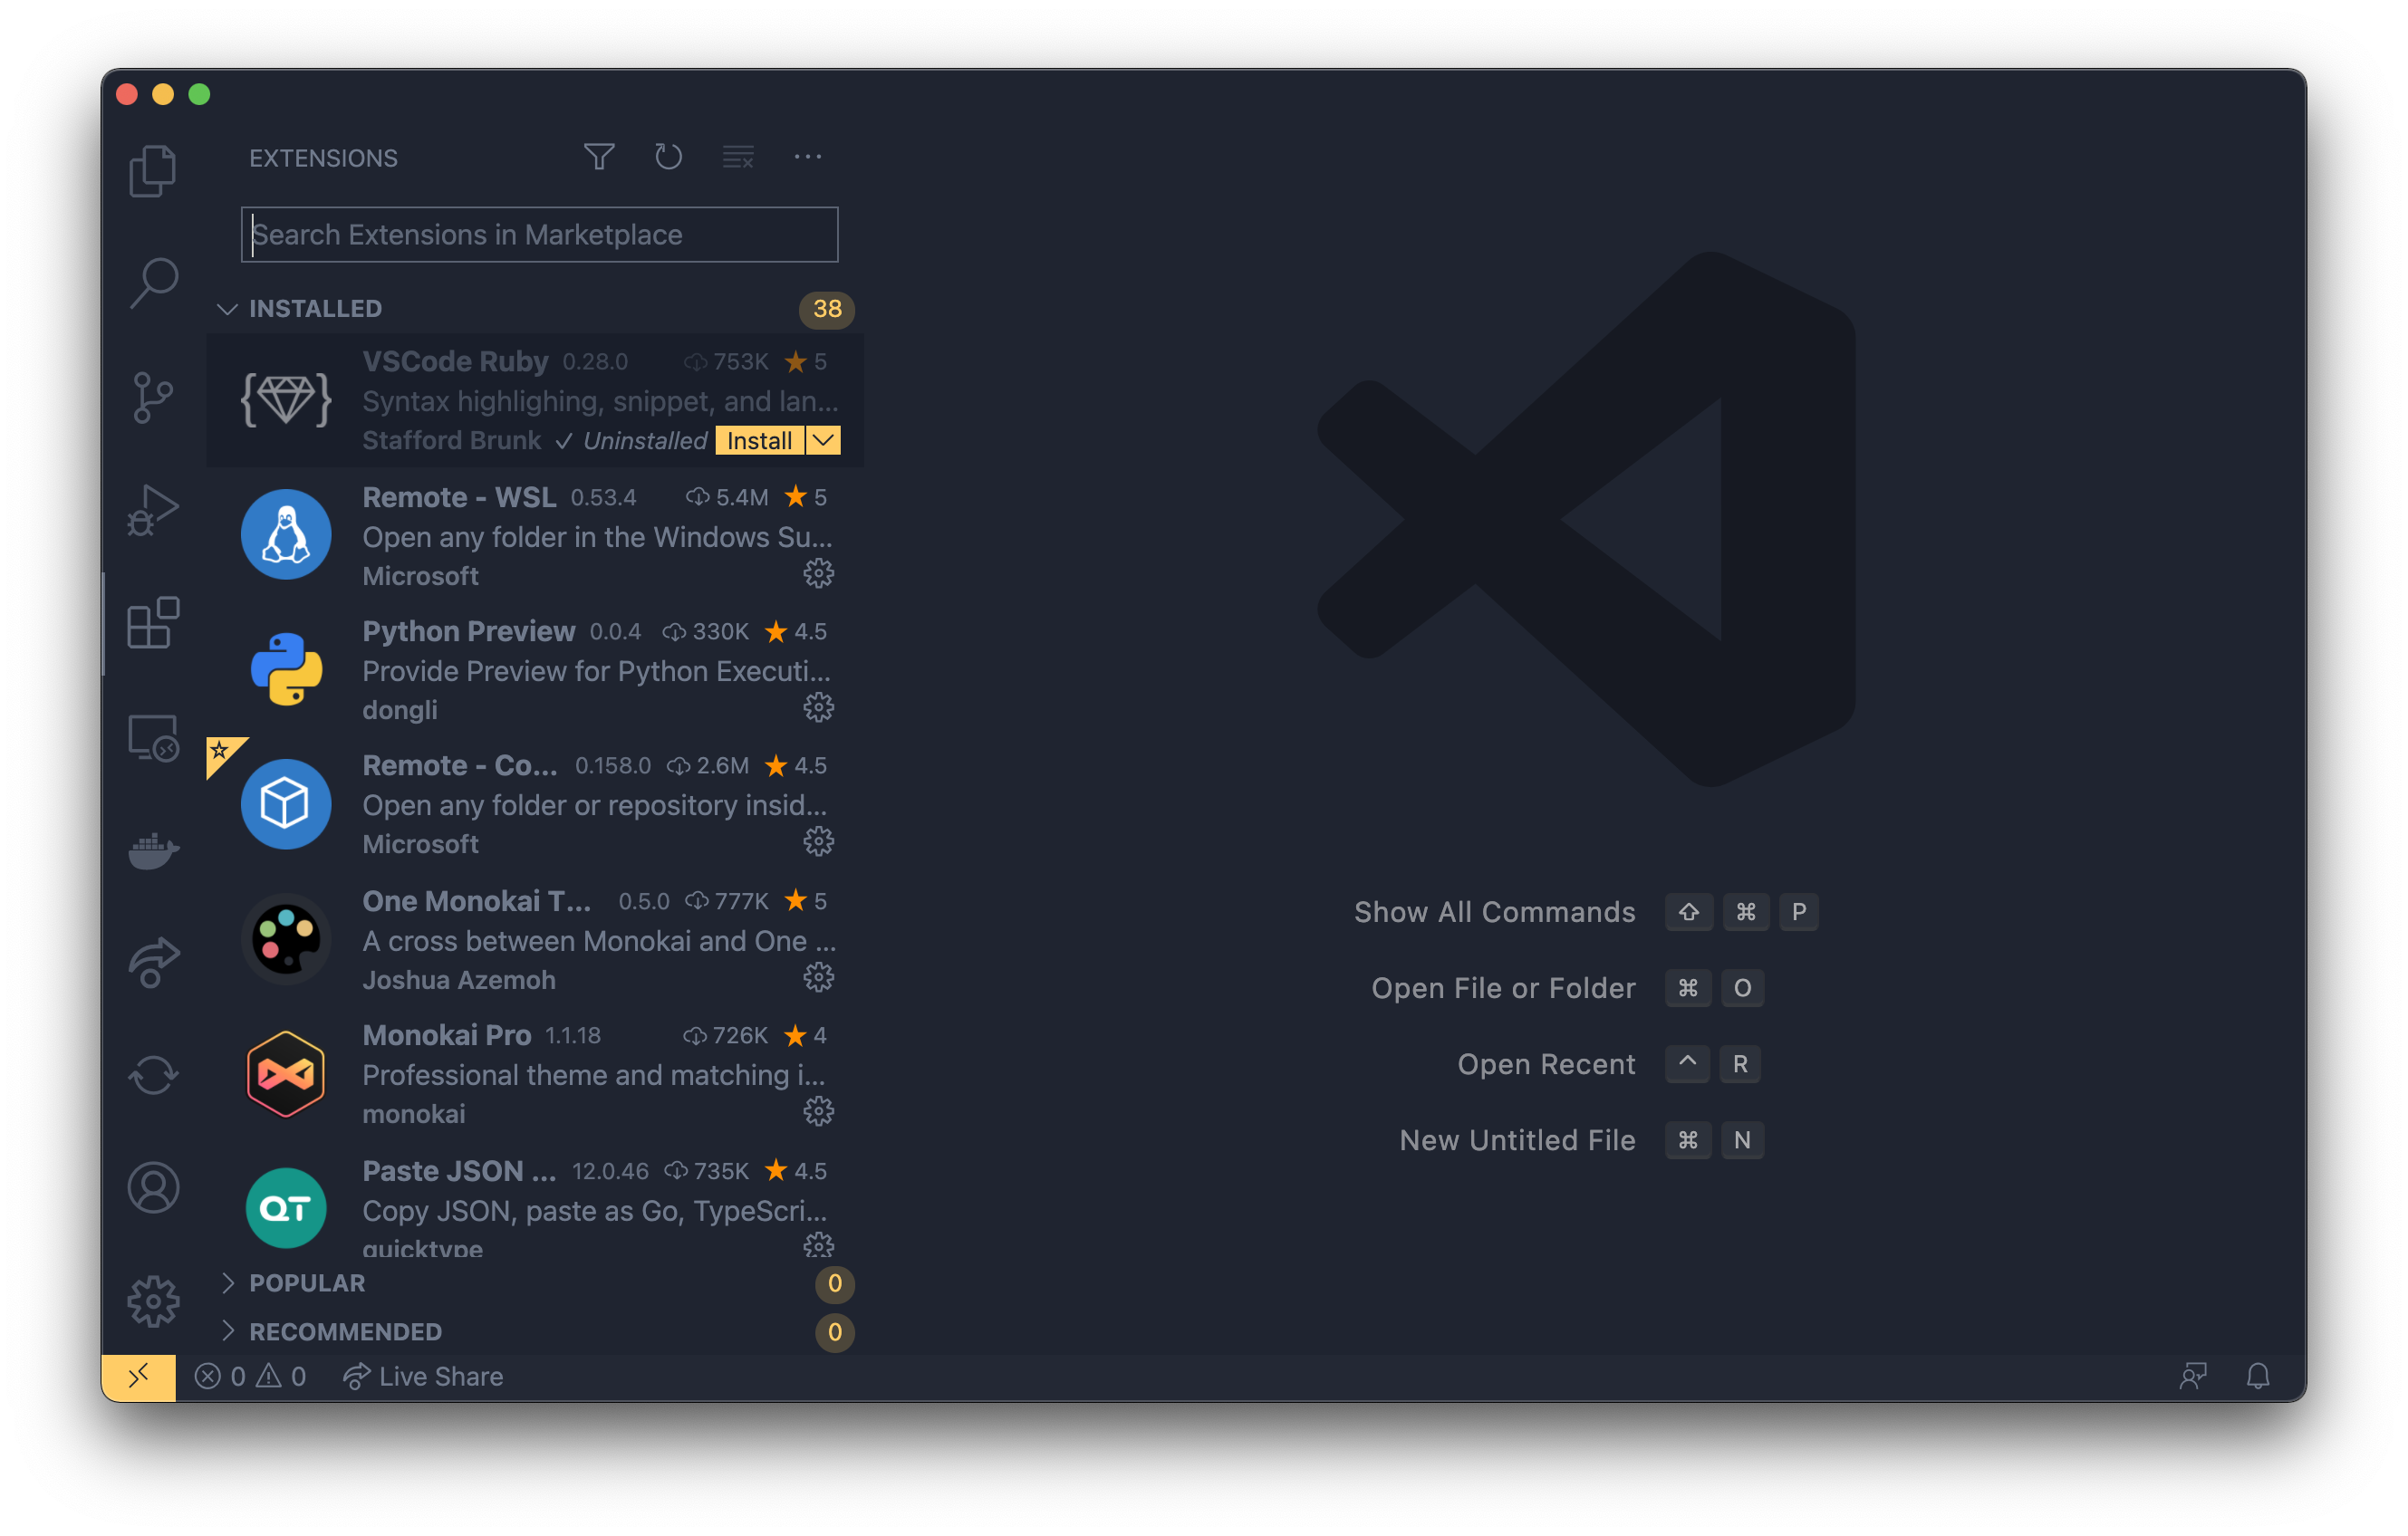 EXTENSIONS
Search Extensions in Marketplace
INSTALLED 38
VSCode Ruby 0.28.0 753K ★ 5
Syntax highlighing, snippet, and lan...
Stafford Brunk ✓ Uninstalled Install
Remote - WSL 0.53.4 5.4M ★ 5
Open any folder in the Windows Su...
Microsoft
Python Preview 0.0.4 330K ★ 4.5
Provide Preview for Python Executi...
dongli
Remote - Co... 0.158.0 2.6M ★ 4.5
Open any folder or repository insid...
Microsoft
One Monokai T... 0.5.0 777K ★ 5
A cross between Monokai and One ...
Joshua Azemoh
Monokai Pro 1.1.18 726K ★ 4
Professional theme and matching i...
monokai
QT
Paste JSON ... 12.0.46 735K ★ 4.5
Copy JSON, paste as Go, TypeScri...
quicktype
POPULAR 0
RECOMMENDED 0
0 0 Live Share
Show All Commands ⇧ ⌘ P
Open File or Folder ⌘ O
Open Recent ^ R
New Untitled File ⌘ N